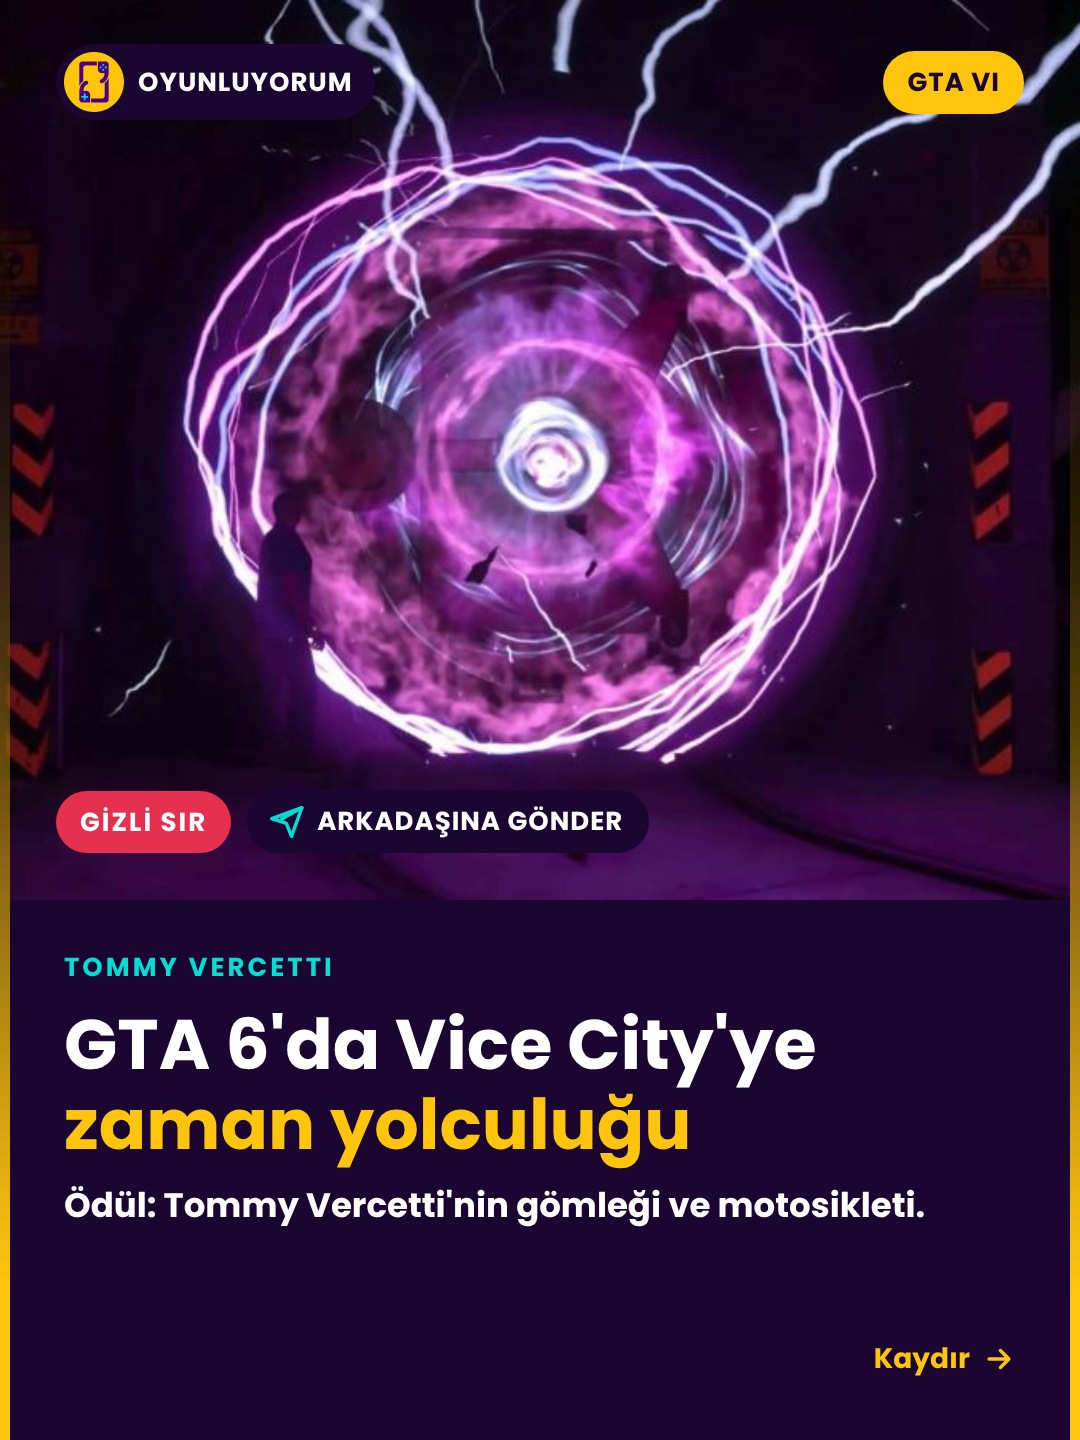 OYUNLUYORUM
GTA VI
GİZLİ SIR
ARKADAŞINA GÖNDER
TOMMY VERCETTI
GTA 6'da Vice City'ye
zaman yolculuğu
Ödül: Tommy Vercetti'nin gömleği ve motosikleti.
Kaydır →